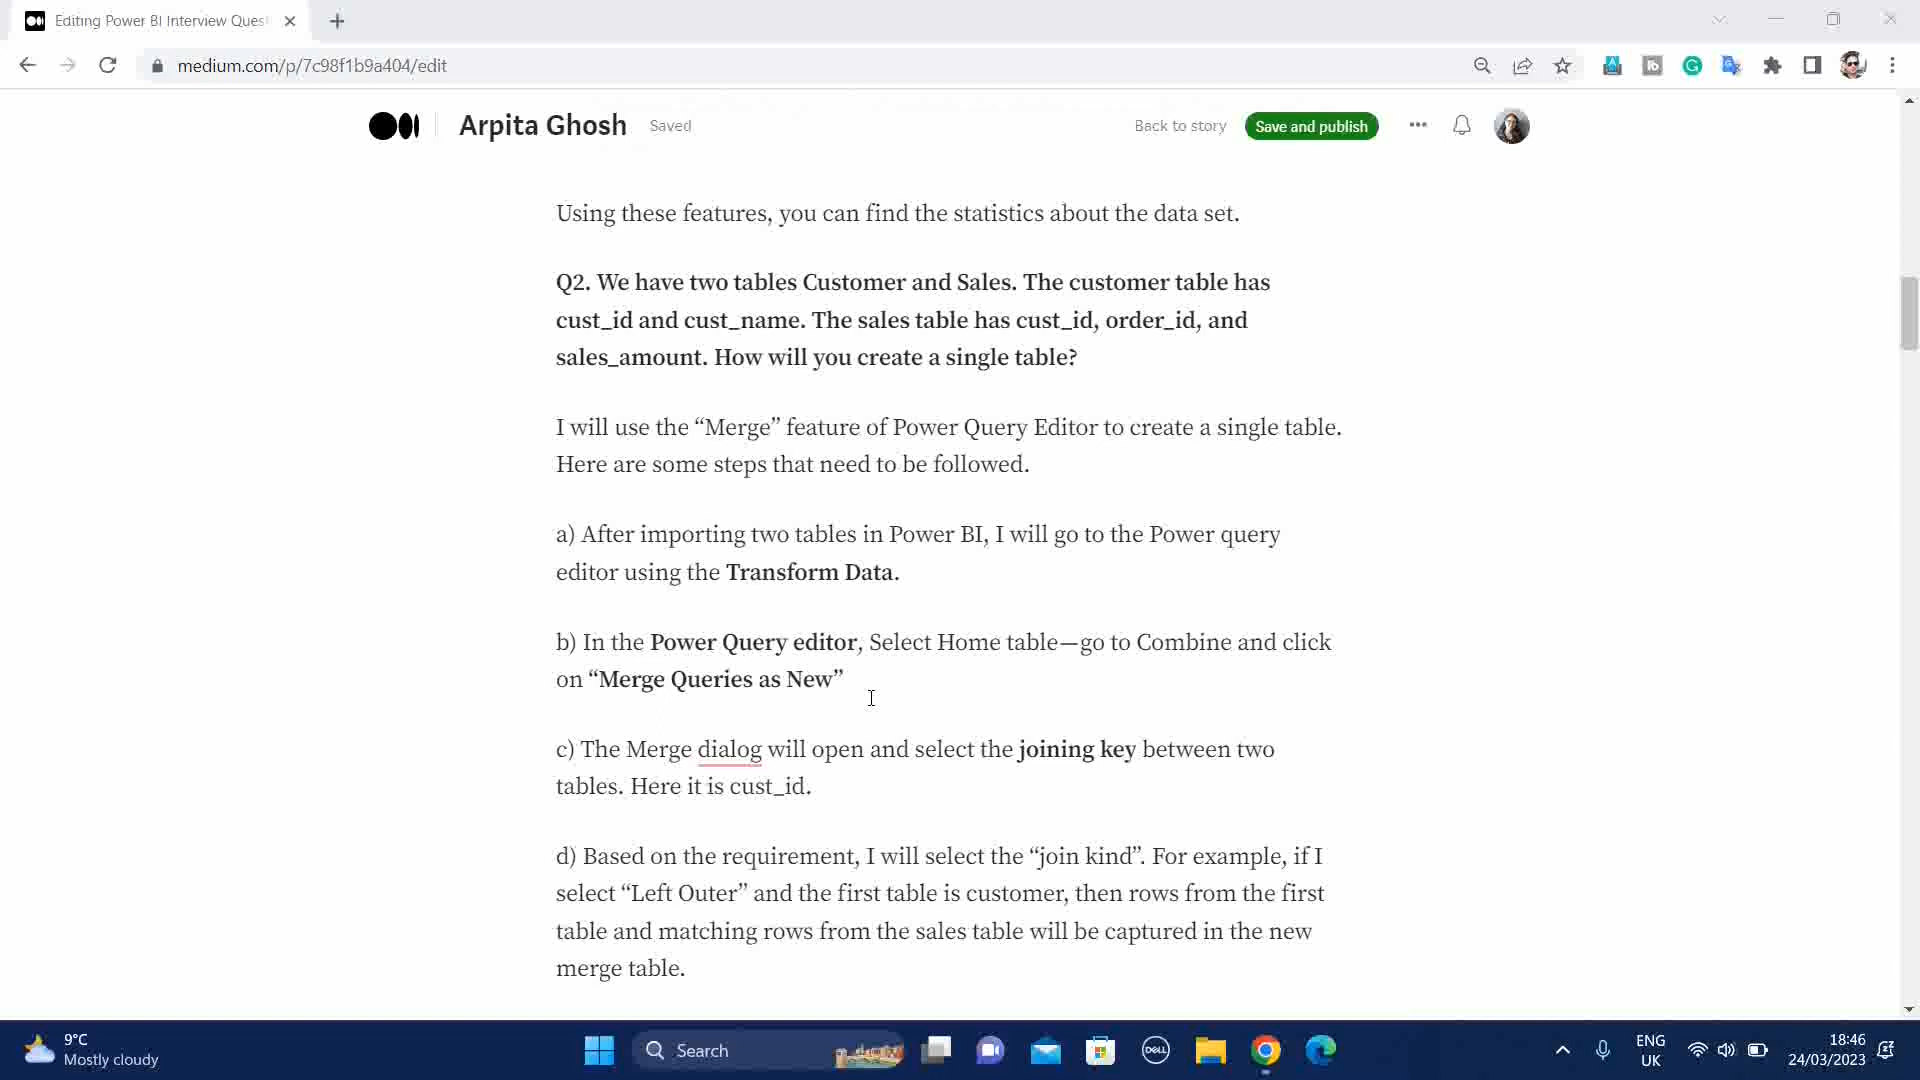 Editing Power BI Interview Ques
medium.com/p/7c98f1b9a404/edit
Arpita Ghosh
Saved
Back to story
Save and publish
Using these features, you can find the statistics about the data set.
Q2. We have two tables Customer and Sales. The customer table has
cust_id and cust_name. The sales table has cust_id, order_id, and
sales_amount. How will you create a single table?
I will use the “Merge” feature of Power Query Editor to create a single table.
Here are some steps that need to be followed.
a) After importing two tables in Power BI, I will go to the Power query
editor using the Transform Data.
b) In the Power Query editor, Select Home table—go to Combine and click
on “Merge Queries as New”
c) The Merge dialog will open and select the joining key between two
tables. Here it is cust_id.
d) Based on the requirement, I will select the “join kind”. For example, if I
select “Left Outer” and the first table is customer, then rows from the first
table and matching rows from the sales table will be captured in the new
merge table.
9°C
Mostly cloudy
Search
DELL
ENG
UK
18:46
24/03/2023